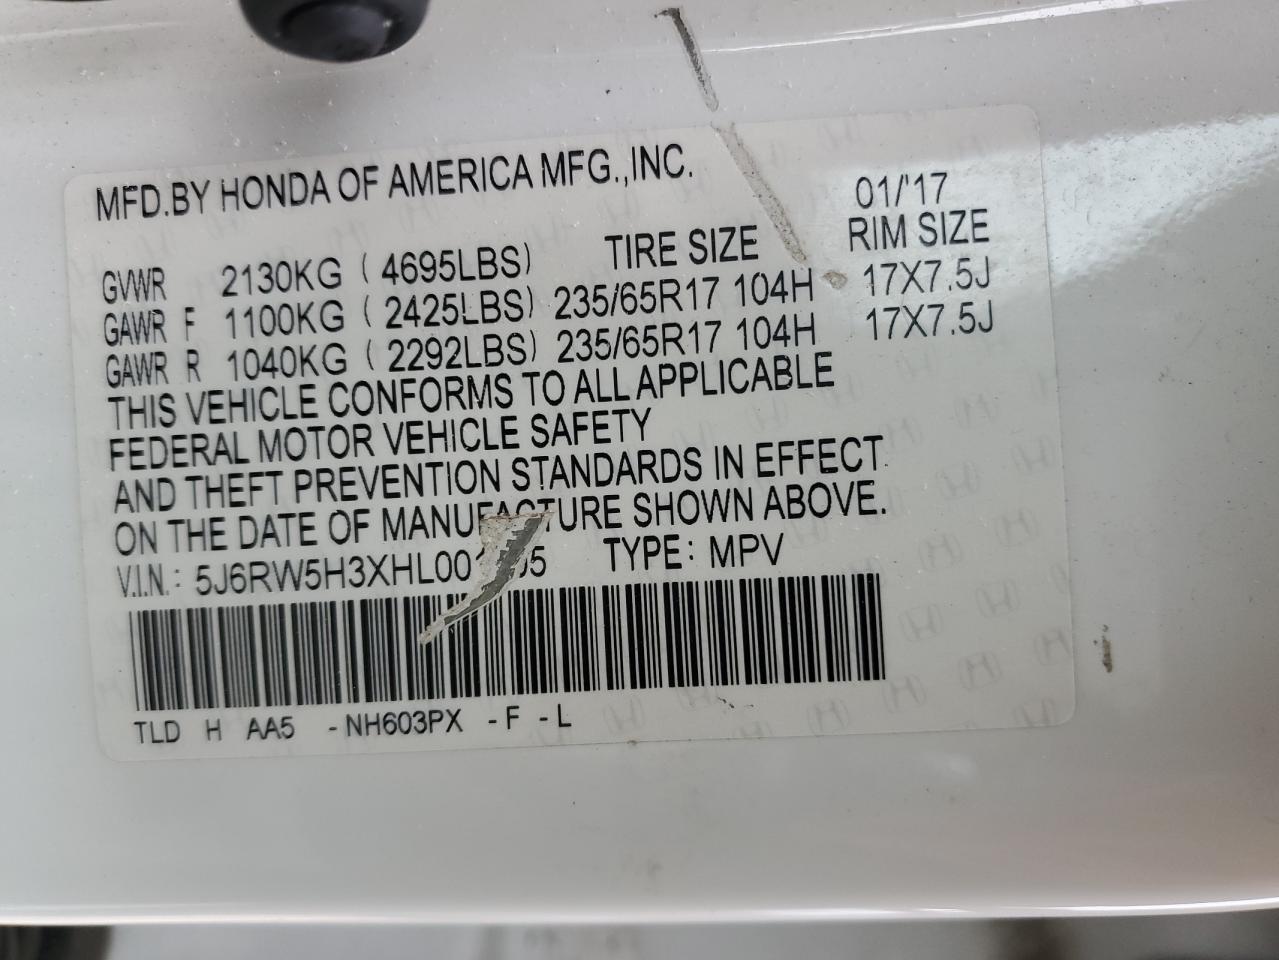 MFD.BY HONDA OF AMERICA MFG.,INC.
01/'17
TIRE SIZE RIM SIZE
GVWR 2130KG ( 4695LBS)
GAWR F 1100KG ( 2425LBS) 235/65R17 104H 17X7.5J
GAWR R 1040KG ( 2292LBS) 235/65R17 104H 17X7.5J
THIS VEHICLE CONFORMS TO ALL APPLICABLE
FEDERAL MOTOR VEHICLE SAFETY
AND THEFT PREVENTION STANDARDS IN EFFECT
ON THE DATE OF MANUFACTURE SHOWN ABOVE.
V.I.N.: TYPE: MPV
TLD H AA5 -NH603PX -F -L